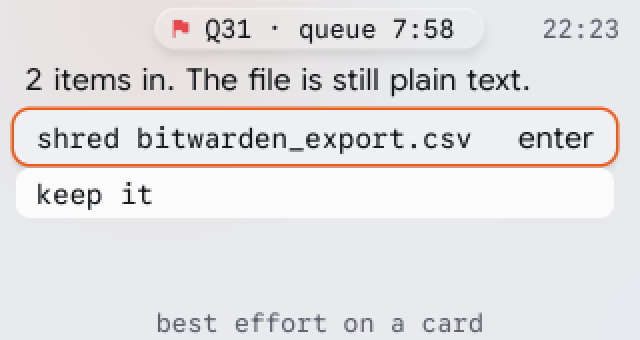 Q31 · queue 7:58 22:23
2 items in. The file is still plain text.
shred bitwarden_export.csv enter
keep it
best effort on a card